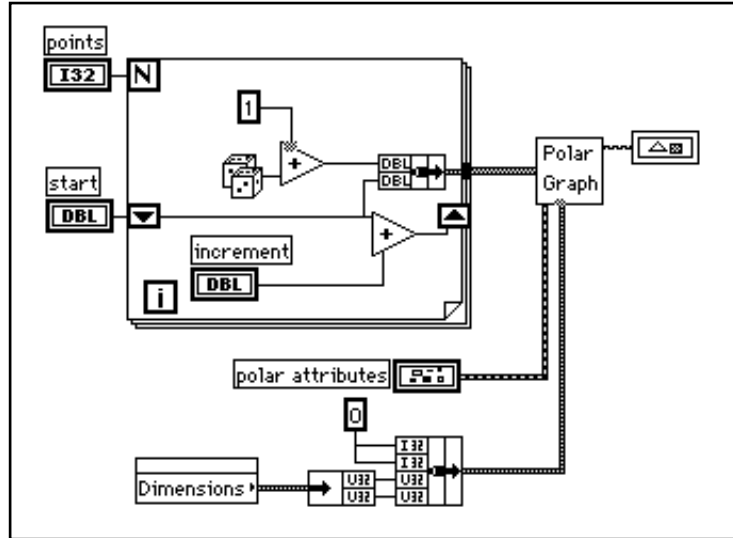 points
I32
N
1
+
DBL
DBL
Polar
Graph
start
DBL
+
increment
DBL
i
polar attributes
0
I32
I32
Dimensions
U32
U32
U32
U32